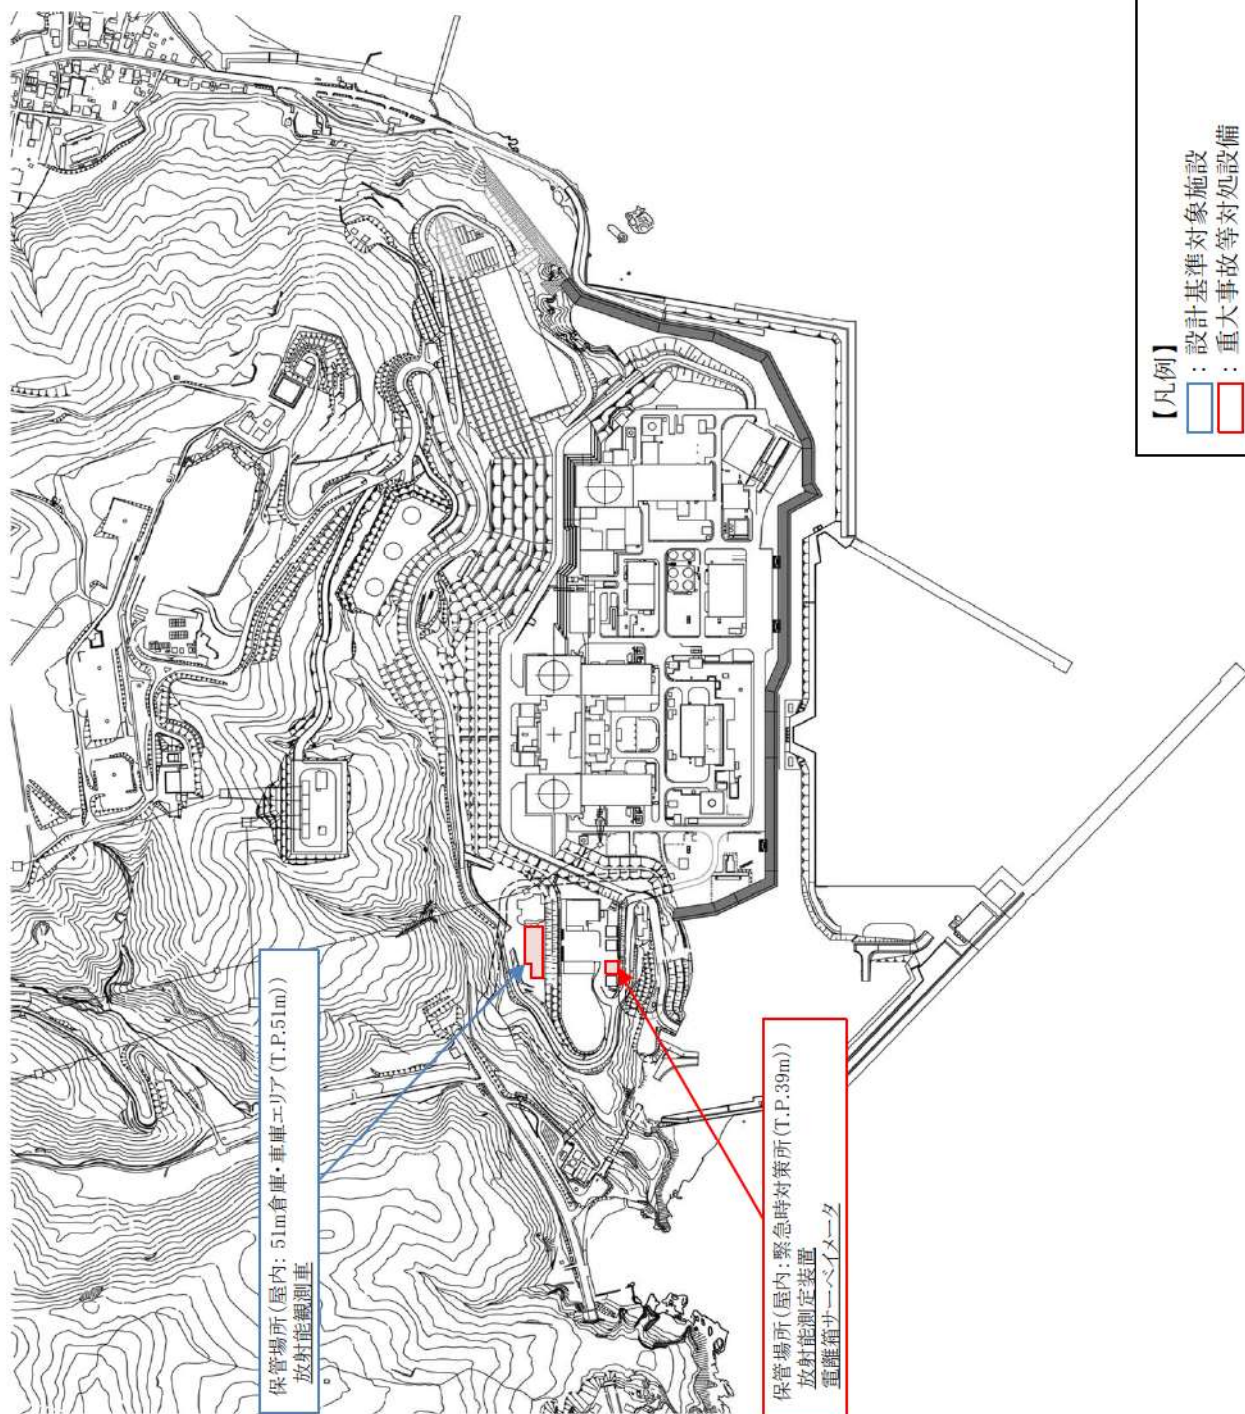 保管場所(屋内: 51m倉庫・車庫エリア(T.P.51m))
放射能観測車
保管場所(屋内:緊急時対策所(T.P.39m))
放射能測定装置
電離箱サーベイメータ
【凡例】
: 設計基準対象施設
: 重大事故等対処設備